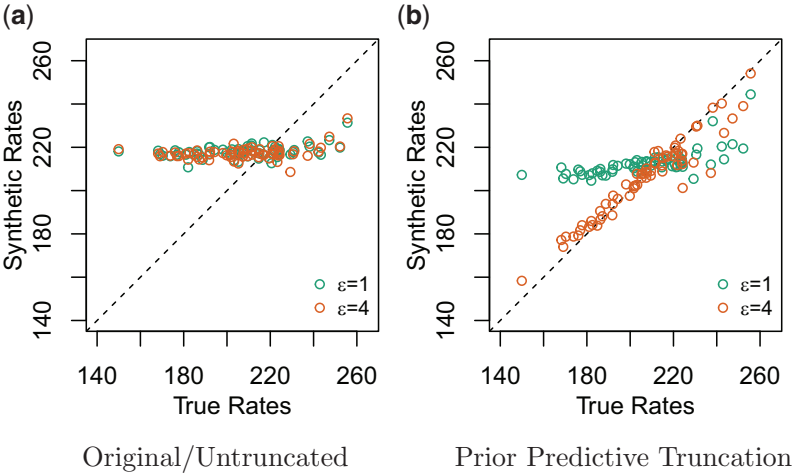 (a)
Synthetic Rates
260
220
180
140
ε=1
ε=4
140 180 220 260
True Rates
Original/Untruncated
(b)
Synthetic Rates
260
220
180
140
ε=1
ε=4
140 180 220 260
True Rates
Prior Predictive Truncation